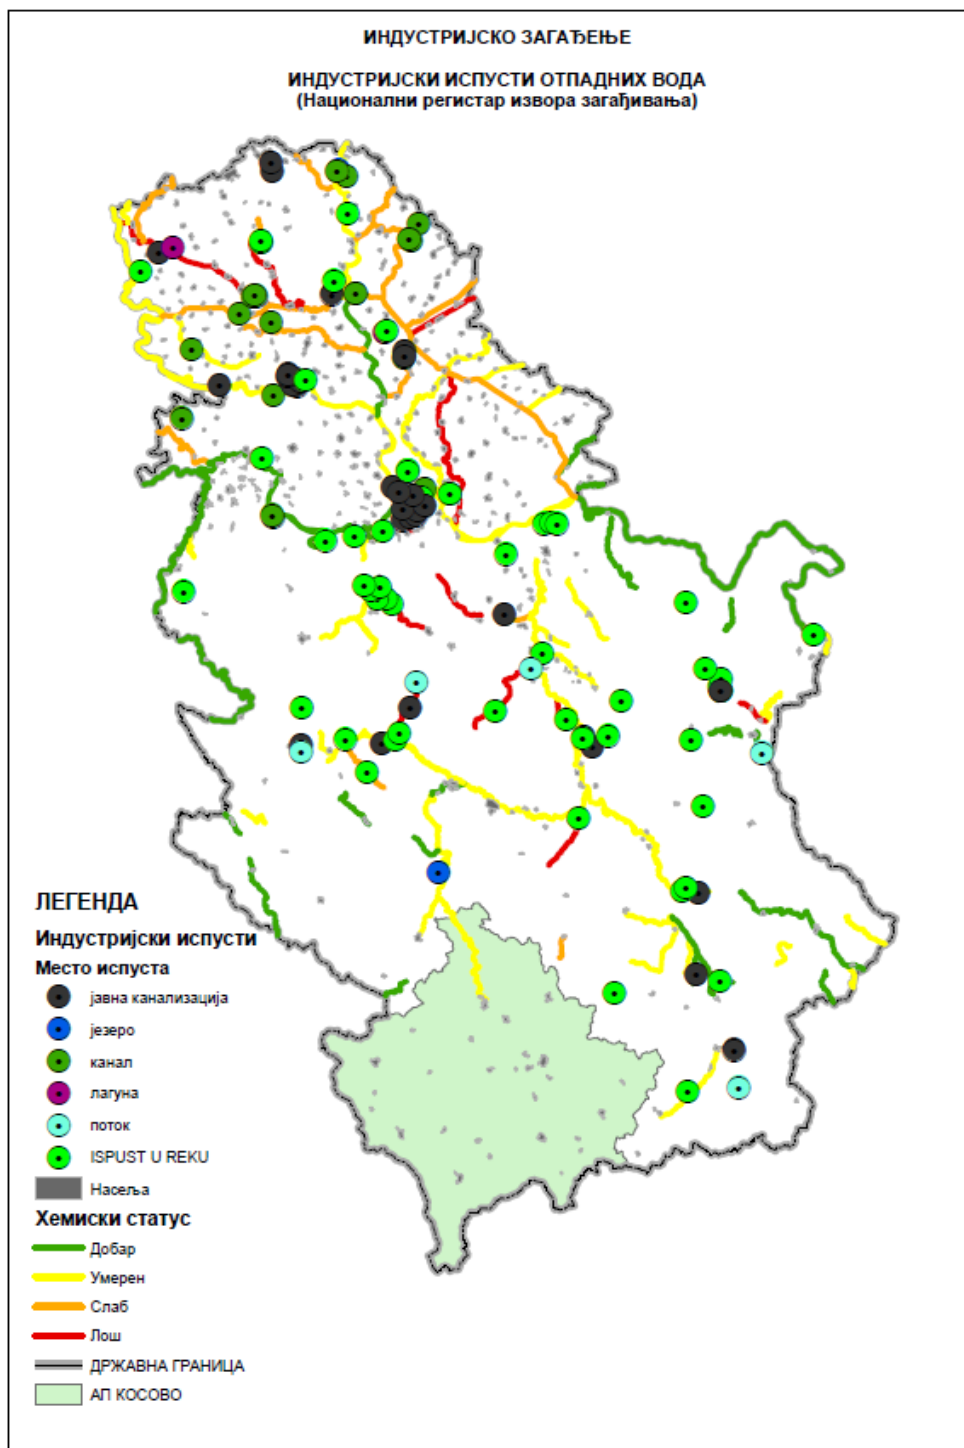 ИНДУСТРИЈСКО ЗАГАЂЕЊЕ
ИНДУСТРИЈСКИ ИСПУСТИ ОТПАДНИХ ВОДА
(Национални регистар извора загађивања)
ЛЕГЕНДА
Индустријски испусти
Место испуста
јавна канализација
језеро
канал
лагуна
поток
ISPUST U REKU
Насеља
Хемиски статус
Добар
Умерен
Слаб
Лош
ДРЖАВНА ГРАНИЦА
АП КОСОВО